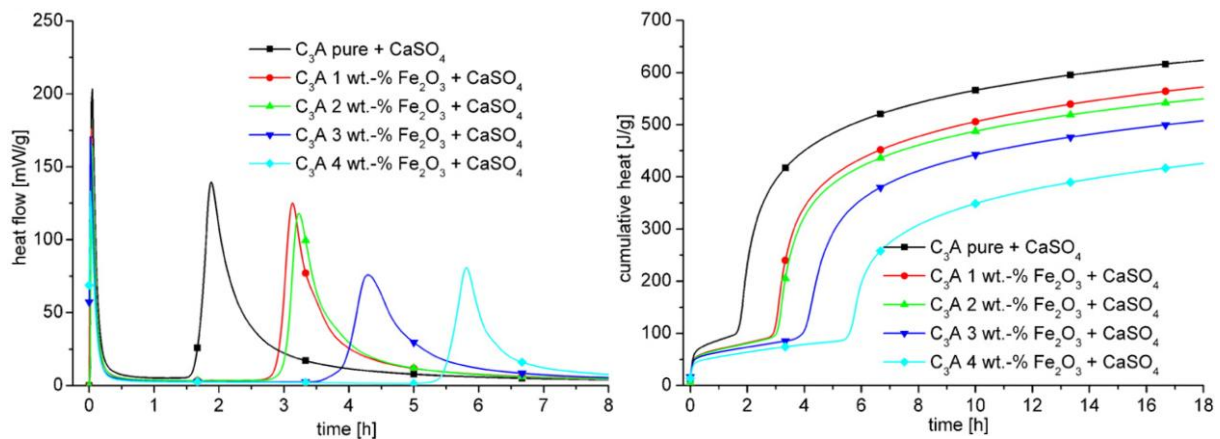 250
200
150
100
50
0
heat flow [mW/g]
C₃A pure + CaSO₄
C₃A 1 wt.-% Fe₂O₃ + CaSO₄
C₃A 2 wt.-% Fe₂O₃ + CaSO₄
C₃A 3 wt.-% Fe₂O₃ + CaSO₄
C₃A 4 wt.-% Fe₂O₃ + CaSO₄
0 1 2 3 4 5 6 7 8
time [h]
700
600
500
400
300
200
100
0
cumulative heat [J/g]
C₃A pure + CaSO₄
C₃A 1 wt.-% Fe₂O₃ + CaSO₄
C₃A 2 wt.-% Fe₂O₃ + CaSO₄
C₃A 3 wt.-% Fe₂O₃ + CaSO₄
C₃A 4 wt.-% Fe₂O₃ + CaSO₄
0 2 4 6 8 10 12 14 16 18
time [h]